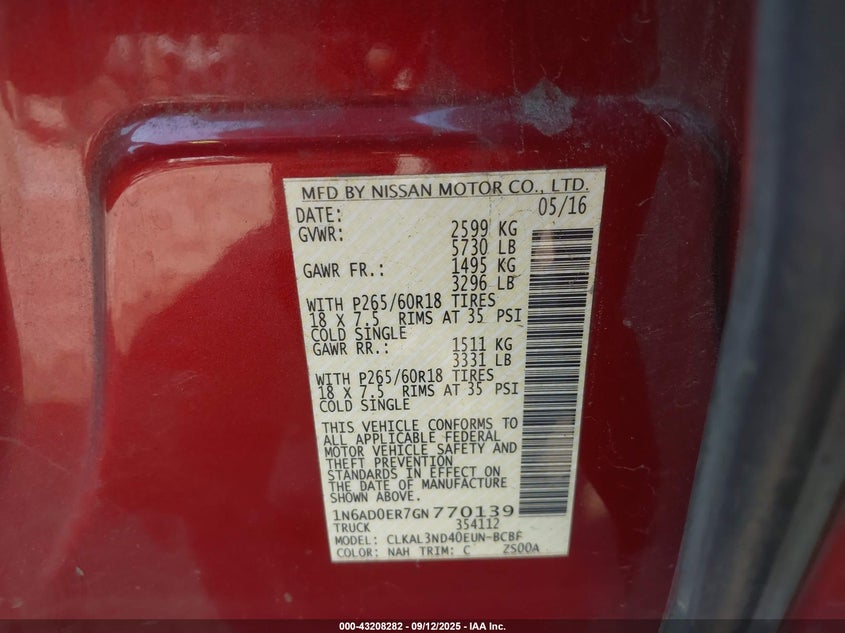 MFD BY NISSAN MOTOR CO., LTD.
DATE: 05/16
GVWR: 2599 KG
5730 LB
GAWR FR.: 1495 KG
3296 LB
WITH P265/60R18 TIRES
18 X 7.5 RIMS AT 35 PSI
COLD SINGLE
GAWR RR.: 1511 KG
3331 LB
WITH P265/60R18 TIRES
18 X 7.5 RIMS AT 35 PSI
COLD SINGLE
THIS VEHICLE CONFORMS TO
ALL APPLICABLE FEDERAL
MOTOR VEHICLE SAFETY AND
THEFT PREVENTION
STANDARDS IN EFFECT ON
THE DATE OF MANUFACTURE
SHOWN ABOVE.
1N6AD0ER7GN770139
TRUCK 354112
MODEL: CLKAL3ND40EUN-BCBF
COLOR: NAH TRIM: C ZS00A
000-43208282 - 09/12/2025 - IAA Inc.